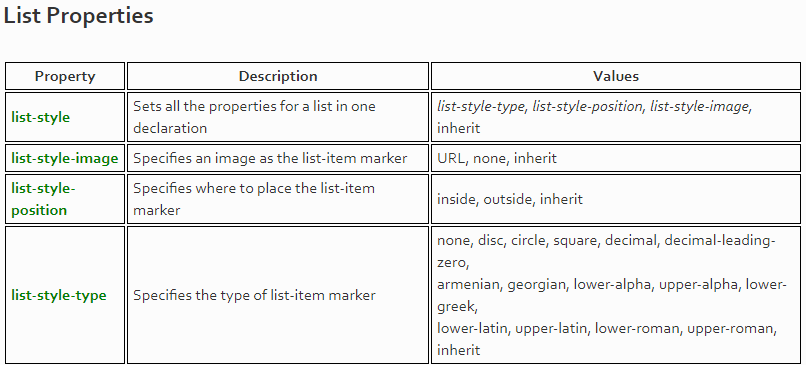 List Properties
Property Description Values
list-style
Sets all the properties for a list in one
declaration
list-style-type, list-style-position, list-style-image,
inherit
list-style-image Specifies an image as the list-item marker URL, none, inherit
list-style-
position
Specifies where to place the list-item
marker
inside, outside, inherit
list-style-type
Specifies the type of list-item marker
none, disc, circle, square, decimal, decimal-leading-
zero,
armenian, georgian, lower-alpha, upper-alpha, lower-
greek,
lower-latin, upper-latin, lower-roman, upper-roman,
inherit